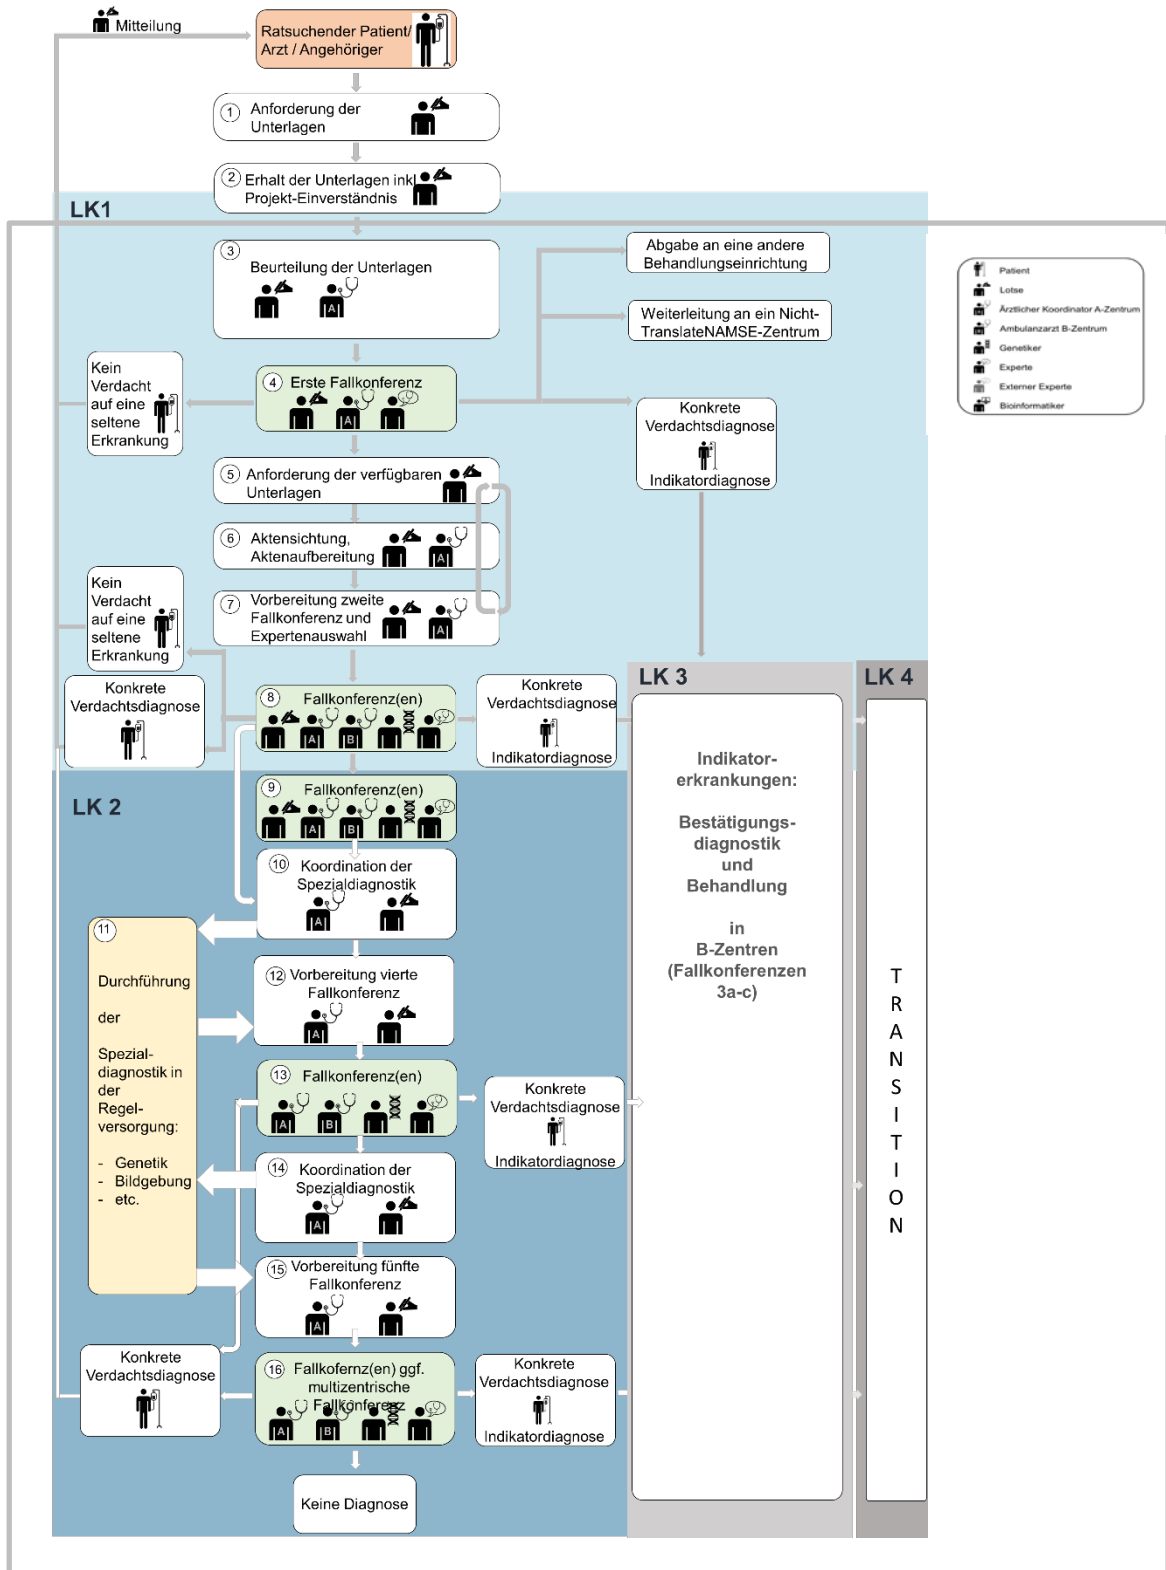 Mitteilung
Ratsuchender Patient/
Arzt / Angehöriger
1 Anforderung der
Unterlagen
2 Erhalt der Unterlagen inkl
Projekt-Einverständnis
LK1
3
Beurteilung der Unterlagen
A
Abgabe an eine andere
Behandlungseinrichtung
Weiterleitung an ein Nicht-
TranslateNAMSE-Zentrum
Patient
Lotse
Ärztlicher Koordinator A-Zentrum
Ambulanzarzt B-Zentrum
Genetiker
Experte
Externer Experte
Bioinformatiker
Kein
Verdacht
auf eine
seltene
Erkrankung
4 Erste Fallkonferenz
A
Konkrete
Verdachtsdiagnose
Indikatordiagnose
5 Anforderung der verfügbaren
Unterlagen
6 Aktensichtung,
Aktenaufbereitung
A
7 Vorbereitung zweite
Fallkonferenz und
Expertenauswahl
A
Kein
Verdacht
auf eine
seltene
Erkrankung
Konkrete
Verdachtsdiagnose
8 Fallkonferenz(en)
A B
Konkrete
Verdachtsdiagnose
Indikatordiagnose
LK 3
LK 4
Indikator-
erkrankungen:
Bestätigungs-
diagnostik
und
Behandlung
in
B-Zentren
(Fallkonferenzen
3a-c)
TRANSITION
LK 2
9 Fallkonferenz(en)
A B
10 Koordination der
Spezialdiagnostik
A
11
Durchführung
der
Spezial-
diagnostik in
der
Regel-
versorgung:
- Genetik
- Bildgebung
- etc.
12 Vorbereitung vierte
Fallkonferenz
A
13 Fallkonferenz(en)
A B
Konkrete
Verdachtsdiagnose
Indikatordiagnose
14 Koordination der
Spezialdiagnostik
A
15 Vorbereitung fünfte
Fallkonferenz
A
Konkrete
Verdachtsdiagnose
16 Fallkofernz(en) ggf.
multizentrische
Fallkonferenz
A B
Konkrete
Verdachtsdiagnose
Indikatordiagnose
Keine Diagnose